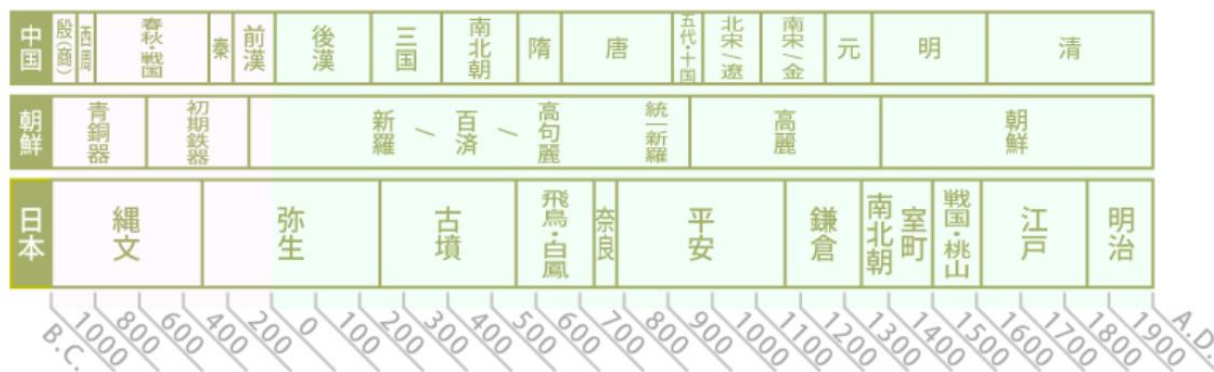 中国 殷(商) 西周 春秋・戦国 秦 前漢 後漢 三国 南北朝 隋 唐 五代・十国 北宋/遼 南宋/金 元 明 清
朝鮮 青銅器 初期鉄器 新羅/百済/高句麗 統一新羅 高麗 朝鮮
日本 縄文 弥生 古墳 飛鳥・白鳳 奈良 平安 鎌倉 南北朝 室町 戦国・桃山 江戸 明治
B.C. 1000 800 600 400 200 0 100 200 300 400 500 600 700 800 900 1000 1100 1200 1300 1400 1500 1600 1700 1800 1900 A.D.